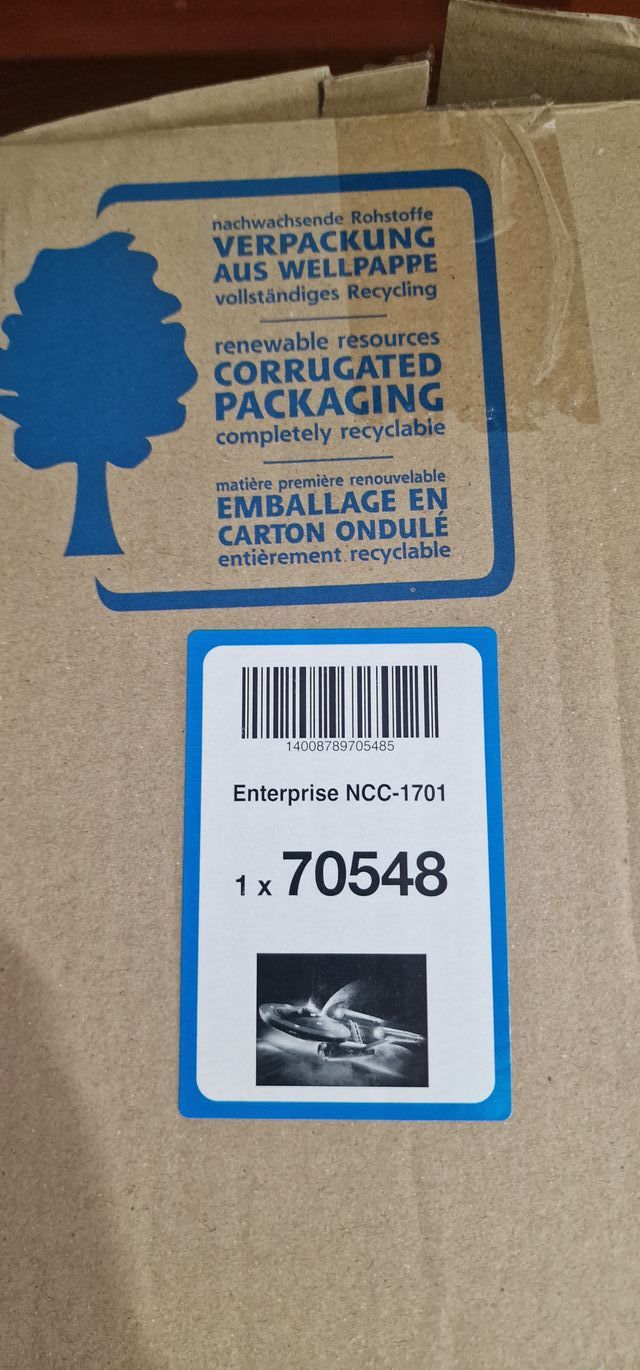 nachwachsende Rohstoffe
VERPACKUNG
AUS WELLPAPPE
vollständiges Recycling
renewable resources
CORRUGATED
PACKAGING
completely recyclable
matière première renouvelable
EMBALLAGE EN
CARTON ONDULÉ
entièrement recyclable
14008789705485
Enterprise NCC-1701
1 x 70548